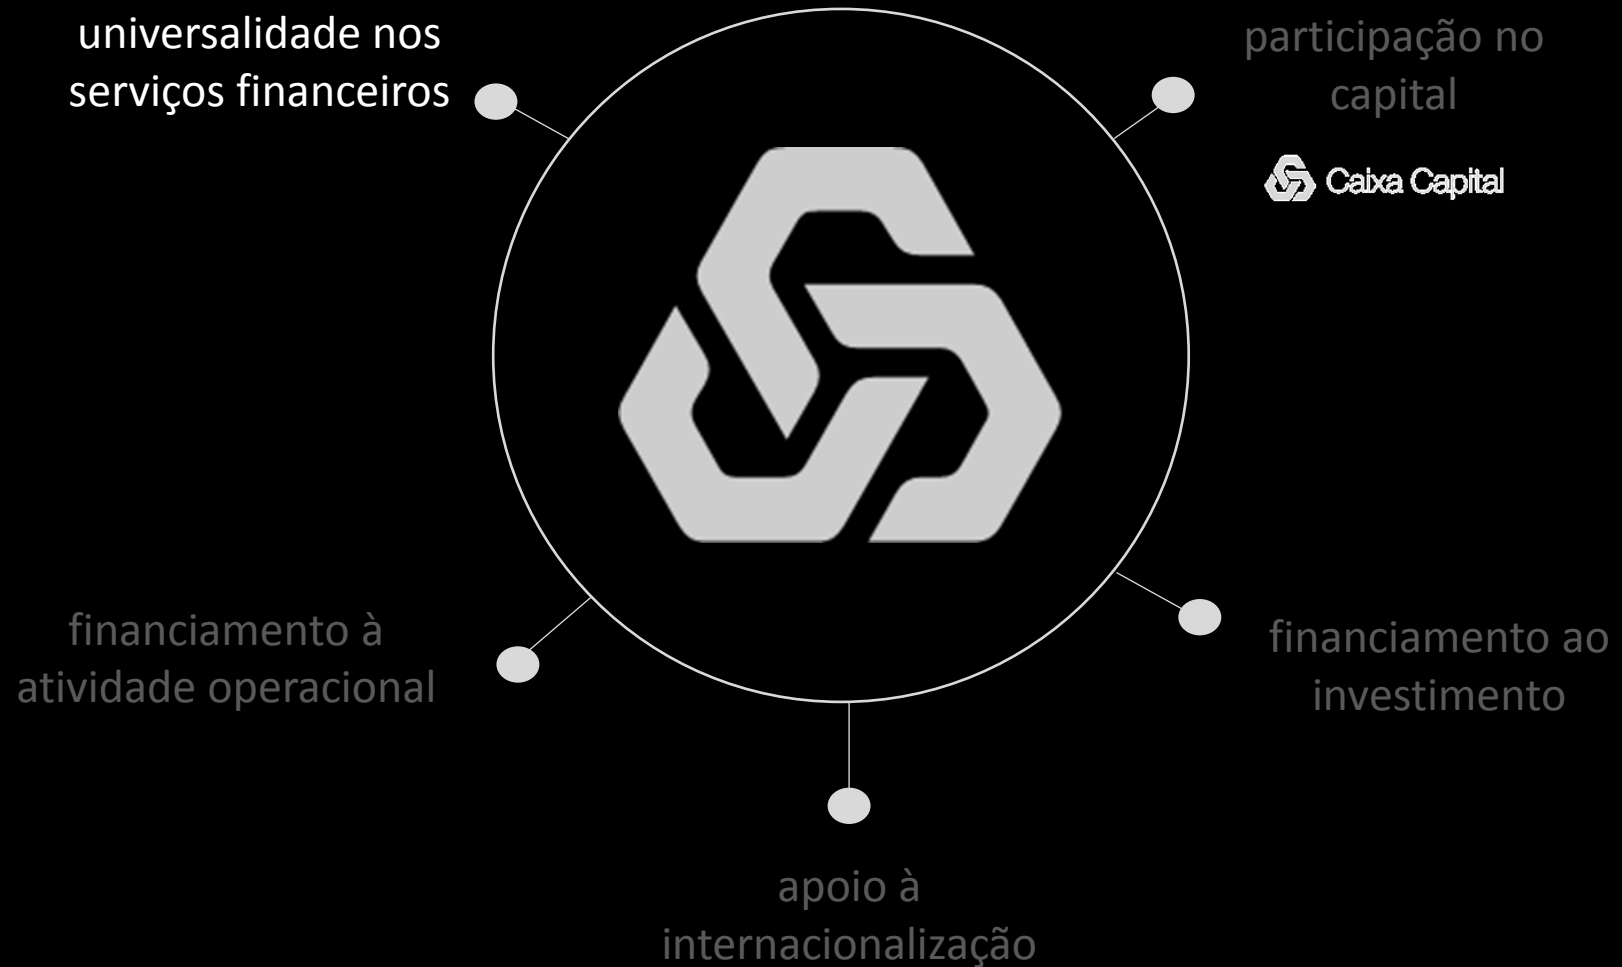 universalidade nos
serviços financeiros
participação no
capital
Caixa Capital
financiamento à
atividade operacional
financiamento ao
investimento
apoio à
internacionalização